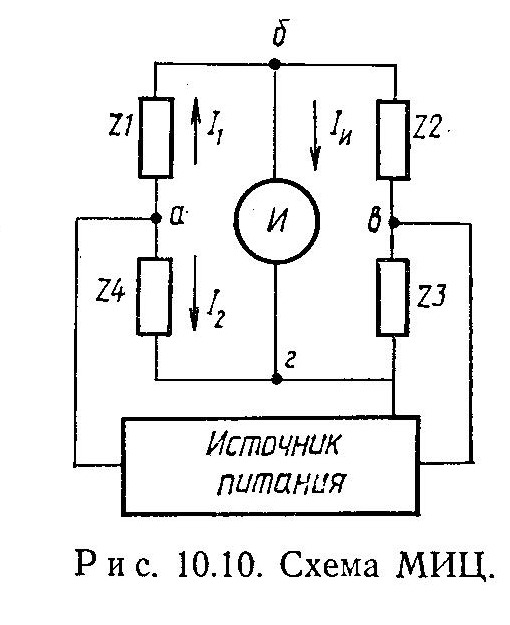 б
Z1
I1
Iи
Z2
а
И
в
Z4
I2
Z3
г
Источник
питания
Рис. 10.10. Схема МИЦ.